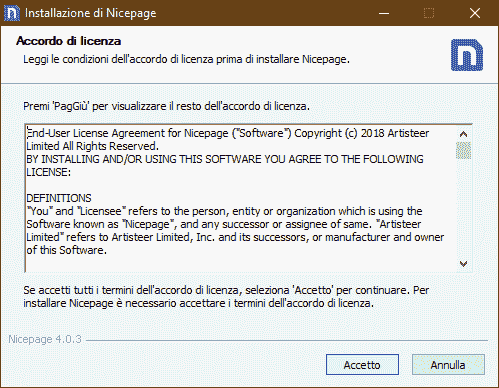 Installazione di Nicepage
Accordo di licenza
Leggi le condizioni dell'accordo di licenza prima di installare Nicepage.
Premi 'PagGiù' per visualizzare il resto dell'accordo di licenza.
End-User License Agreement for Nicepage ("Software") Copyright (c) 2018 Artisteer
Limited All Rights Reserved.
BY INSTALLING AND/OR USING THIS SOFTWARE YOU AGREE TO THE FOLLOWING
LICENSE:
DEFINITIONS
"You" and "Licensee" refers to the person, entity or organization which is using the
Software known as "Nicepage", and any successor or assignee of same. "Artisteer
Limited" refers to Artisteer Limited, Inc. and its successors, or manufacturer and owner
of this Software.
Se accetti tutti i termini dell'accordo di licenza, seleziona 'Accetto' per continuare. Per
installare Nicepage è necessario accettare i termini dell'accordo di licenza.
Nicepage 4.0.3
Accetto
Annulla